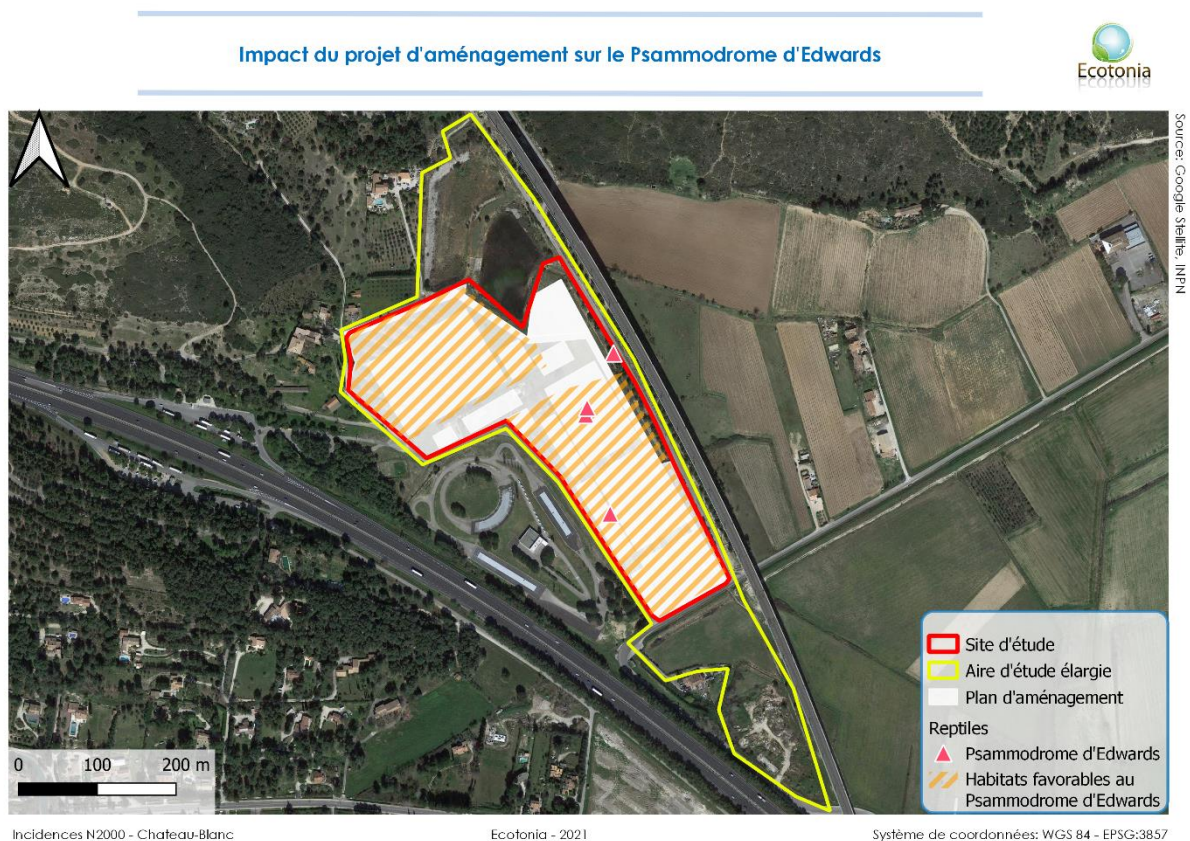 Impact du projet d'aménagement sur le Psammodrome d'Edwards
Ecotonia
Source: Google Stellite, INPN
Site d'étude
Aire d'étude élargie
Plan d'aménagement
Reptiles
Psammodrome d'Edwards
Habitats favorables au
Psammodrome d'Edwards
0 100 200 m
Incidences N2000 - Chateau-Blanc
Ecotonia - 2021
Système de coordonnées: WGS 84 - EPSG:3857